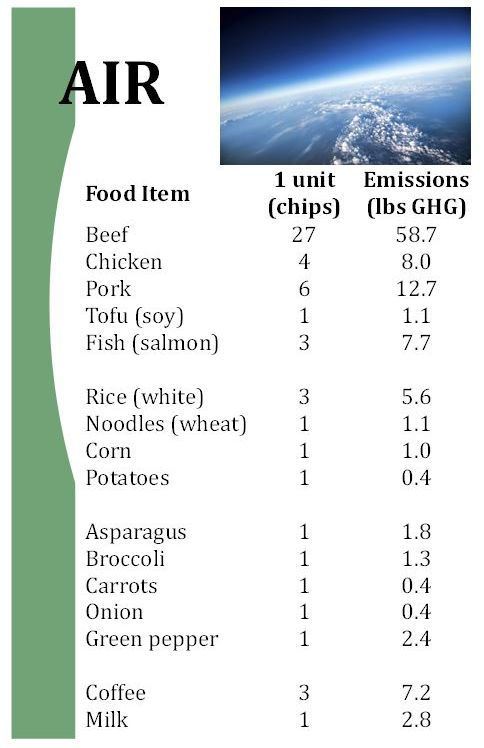 AIR
Food Item 1 unit (chips) Emissions (lbs GHG)
Beef 27 58.7
Chicken 4 8.0
Pork 6 12.7
Tofu (soy) 1 1.1
Fish (salmon) 3 7.7
Rice (white) 3 5.6
Noodles (wheat) 1 1.1
Corn 1 1.0
Potatoes 1 0.4
Asparagus 1 1.8
Broccoli 1 1.3
Carrots 1 0.4
Onion 1 0.4
Green pepper 1 2.4
Coffee 3 7.2
Milk 1 2.8